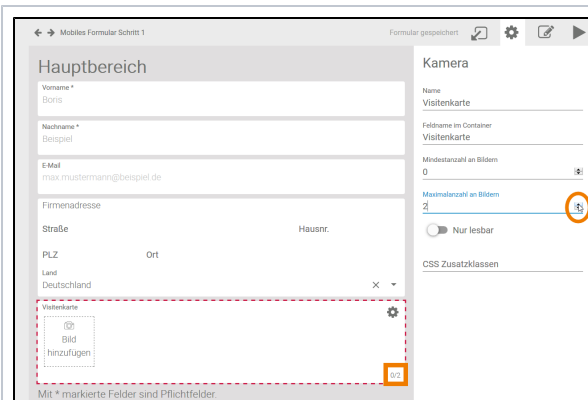 Mobiles Formular Schritt 1
Formular gespeichert
Hauptbereich
Vorname *
Boris
Nachname *
Beispiel
E-Mail
max.mustermann@beispiel.de
Firmenadresse
Straße Hausnr.
PLZ Ort
Land
Deutschland
Visitenkarte
Bild
hinzufügen
0/2
Mit * markierte Felder sind Pflichtfelder.
Kamera
Name
Visitenkarte
Feldname im Container
Visitenkarte
Mindestanzahl an Bildern
0
Maximalanzahl an Bildern
2
Nur lesbar
CSS Zusatzklassen